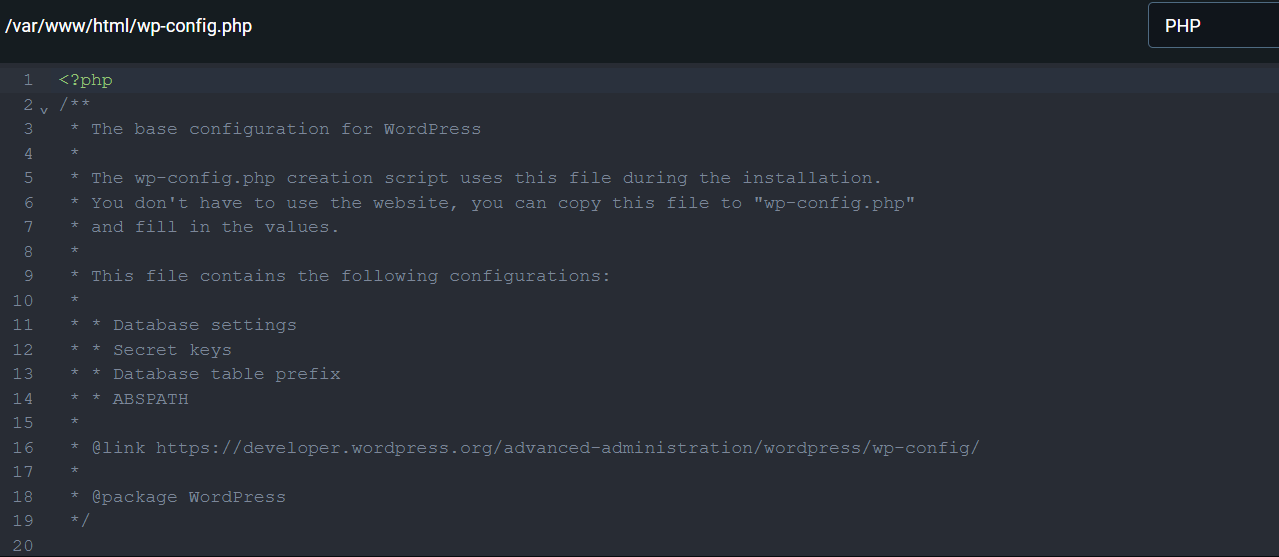 /var/www/html/wp-config.php
PHP
1 <?php
2 /**
3 * The base configuration for WordPress
4 *
5 * The wp-config.php creation script uses this file during the installation.
6 * You don't have to use the website, you can copy this file to "wp-config.php"
7 * and fill in the values.
8 *
9 * This file contains the following configurations:
10 *
11 * * Database settings
12 * * Secret keys
13 * * Database table prefix
14 * * ABSPATH
15 *
16 * @link https://developer.wordpress.org/advanced-administration/wordpress/wp-config/
17 *
18 * @package WordPress
19 */
20